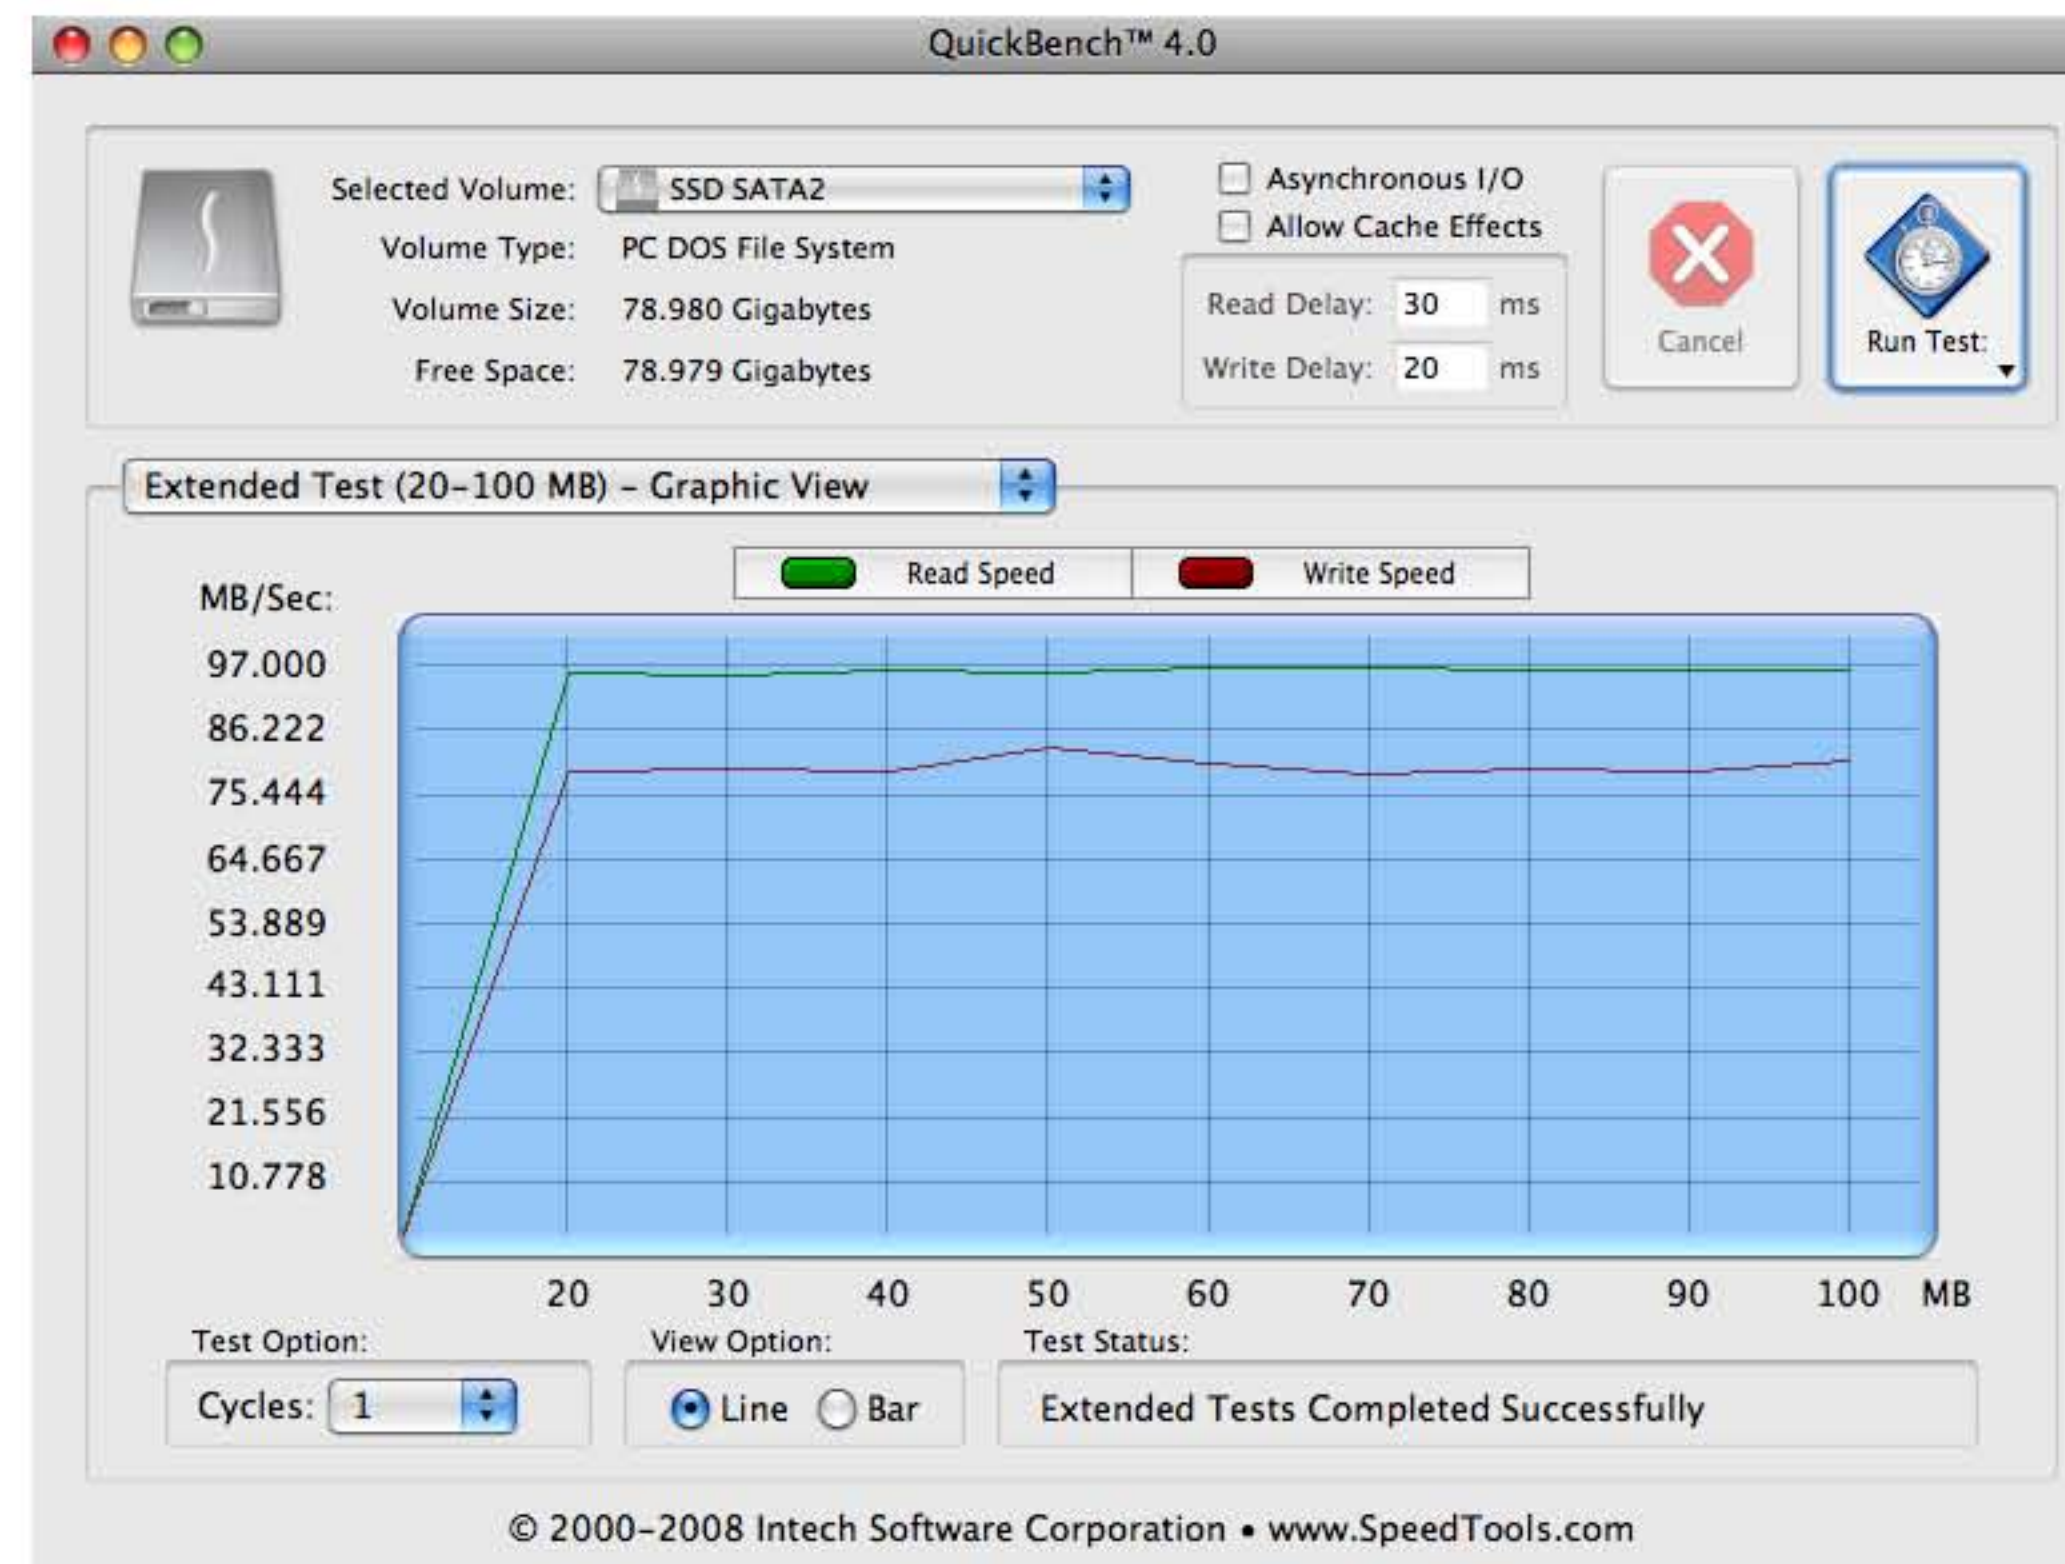 QuickBench™ 4.0
Selected Volume: SSD SATA2
Volume Type: PC DOS File System
Volume Size: 78.980 Gigabytes
Free Space: 78.979 Gigabytes
Asynchronous I/O
Allow Cache Effects
Read Delay: 30 ms
Write Delay: 20 ms
Cancel
Run Test:
Extended Test (20-100 MB) - Graphic View
Read Speed Write Speed
MB/Sec:
97.000
86.222
75.444
64.667
53.889
43.111
32.333
21.556
10.778
20 30 40 50 60 70 80 90 100 MB
Test Option:
Cycles: 1
View Option:
Line Bar
Test Status:
Extended Tests Completed Successfully
© 2000-2008 Intech Software Corporation • www.SpeedTools.com